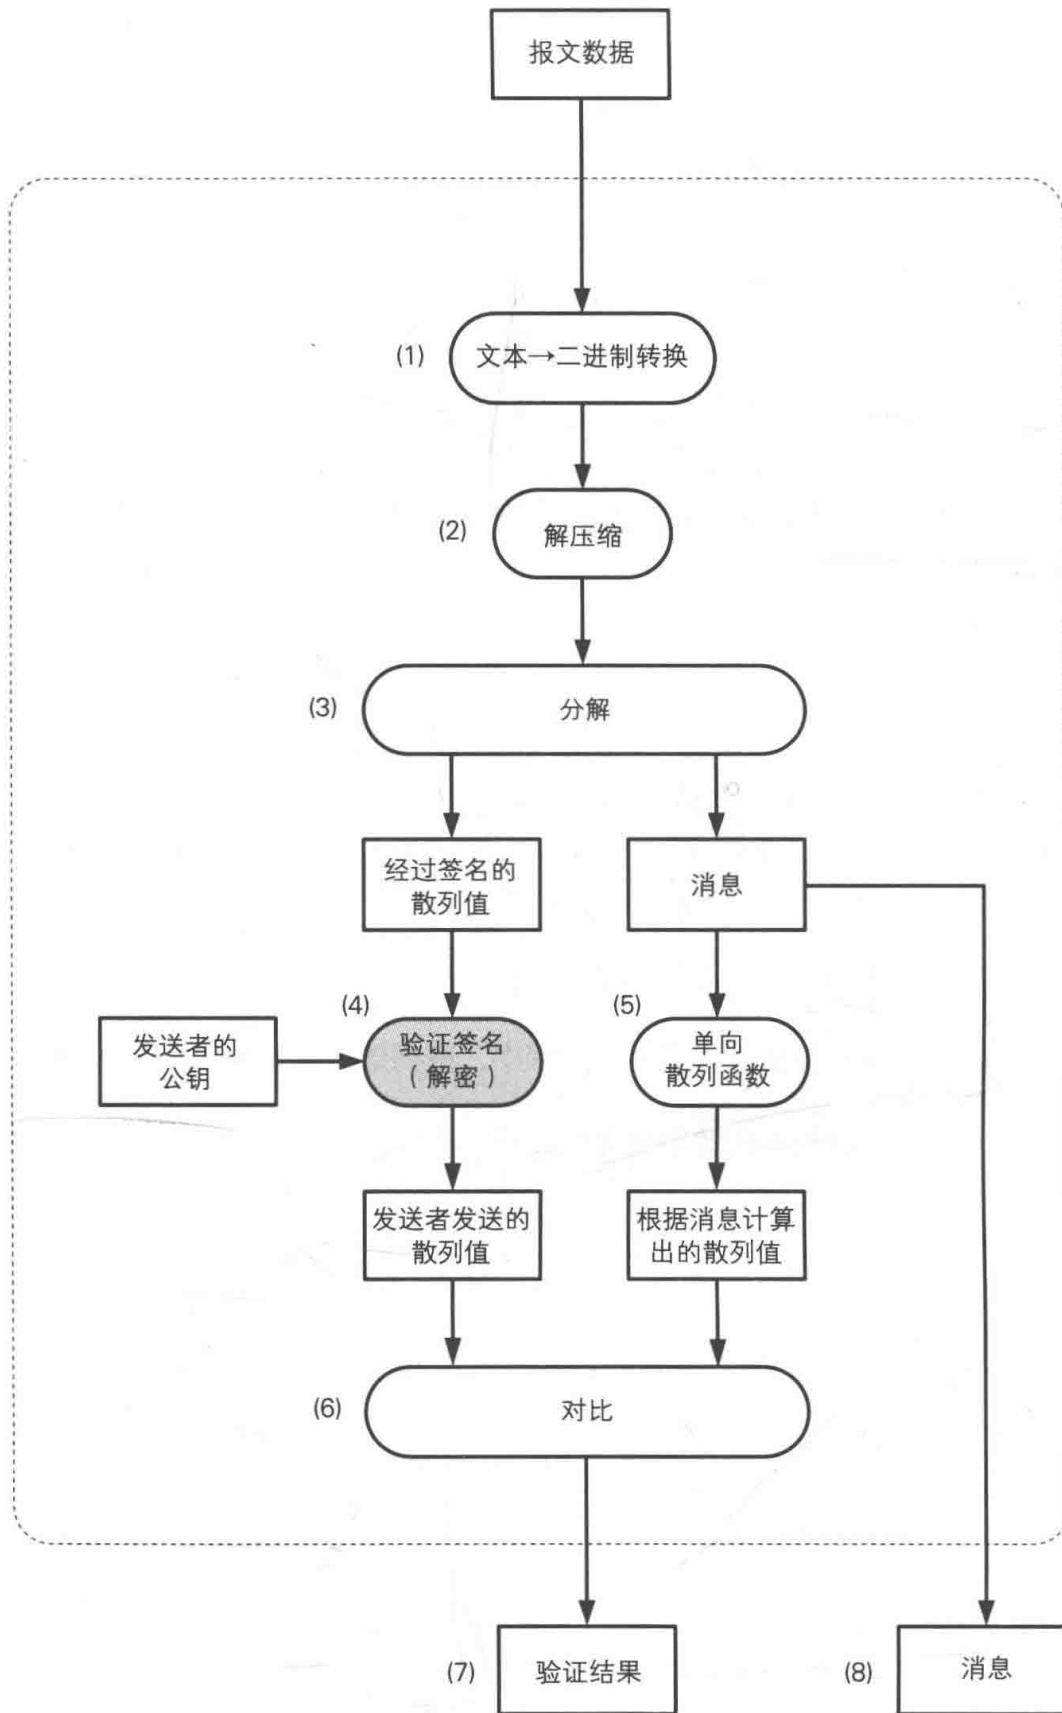 报文数据
(1)
文本→二进制转换
(2)
解压缩
(3)
分解
经过签名的
散列值
消息
(4)
(5)
发送者的
公钥
验证签名
（解密）
单向
散列函数
发送者发送的
散列值
根据消息计算
出的散列值
(6)
对比
(7)
验证结果
(8)
消息